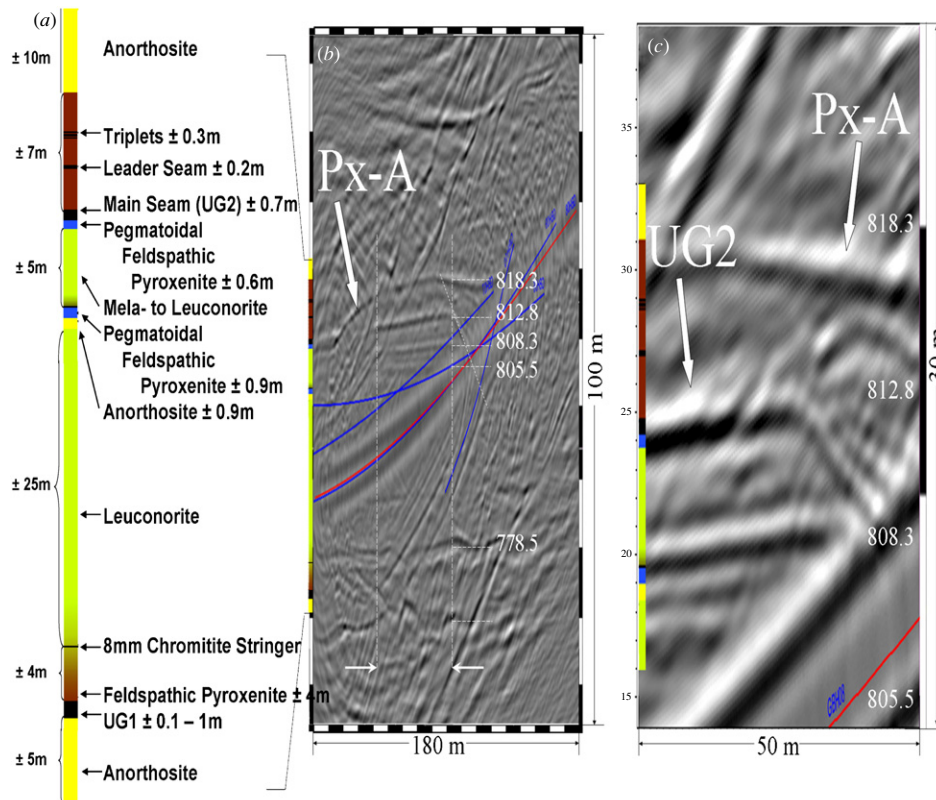 (a)
Anorthosite
± 10m
Triplets ± 0.3m
± 7m
Leader Seam ± 0.2m
Main Seam (UG2) ± 0.7m
Pegmatoidal
Feldspathic
± 5m
Pyroxenite ± 0.6m
Mela- to Leuconorite
Pegmatoidal
Feldspathic
Pyroxenite ± 0.9m
Anorthosite ± 0.9m
± 25m
Leuconorite
8mm Chromitite Stringer
± 4m
Feldspathic Pyroxenite ± 4m
UG1 ± 0.1 – 1m
± 5m
Anorthosite
(b)
Px-A
818.3
812.8
808.3
805.5
778.5
100 m
180 m
(c)
Px-A
UG2
35
30
25
20
15
818.3
812.8
808.3
805.5
GBH08
30 m
50 m